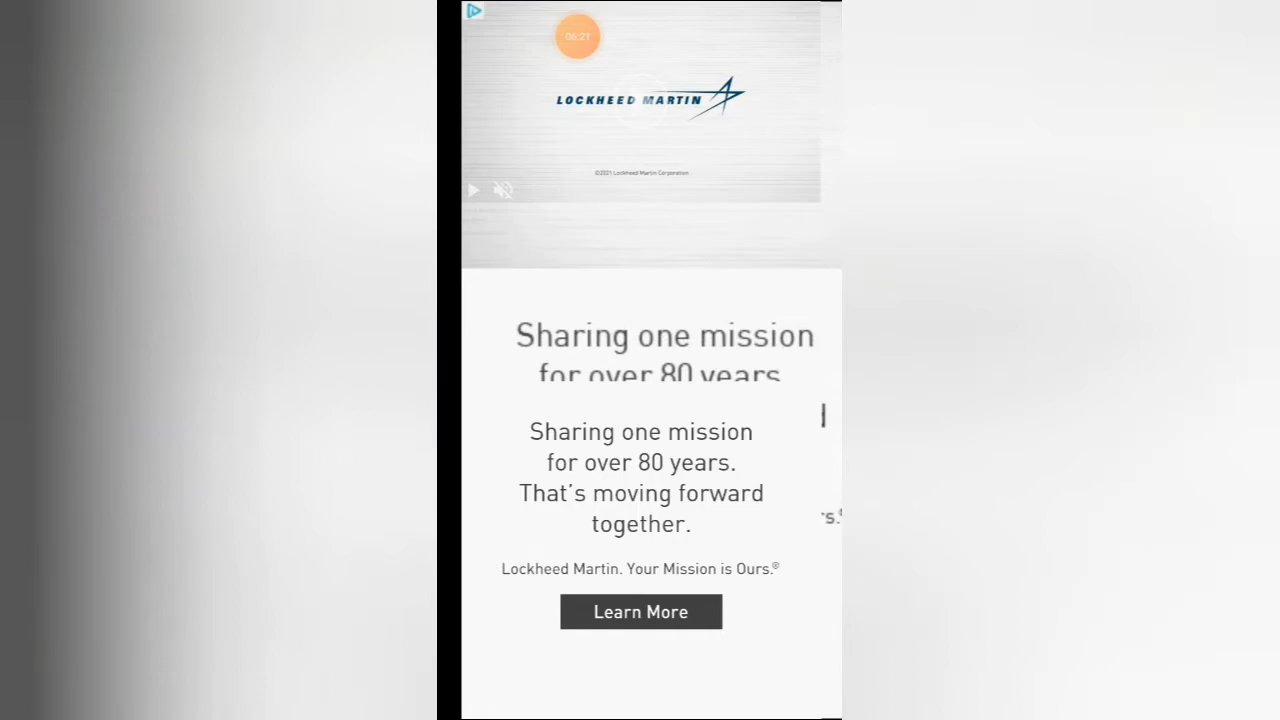 06:21
LOCKHEED MARTIN
©2021 Lockheed Martin Corporation
Sharing one mission
for over 80 years
Sharing one mission
for over 80 years.
That's moving forward
together.
s.®
Lockheed Martin. Your Mission is Ours.®
Learn More